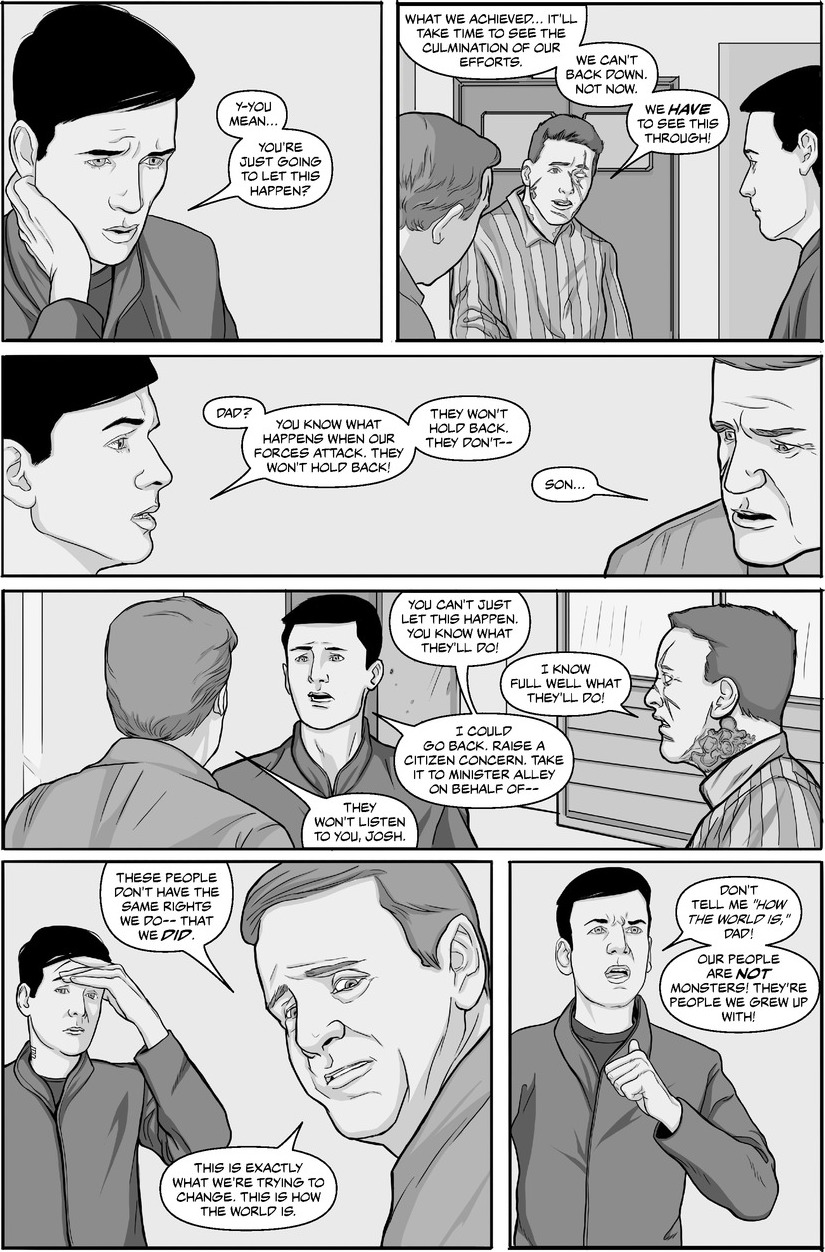 Y-YOU
MEAN...
YOU'RE
JUST GOING
TO LET THIS
HAPPEN?
WHAT WE ACHIEVED... IT'LL
TAKE TIME TO SEE THE
CULMINATION OF OUR
EFFORTS.
WE CAN'T
BACK DOWN.
NOT NOW.
WE HAVE
TO SEE THIS
THROUGH!
DAD?
YOU KNOW WHAT
HAPPENS WHEN OUR
FORCES ATTACK. THEY
WON'T HOLD BACK!
THEY WON'T
HOLD BACK.
THEY DON'T--
SON...
YOU CAN'T JUST
LET THIS HAPPEN.
YOU KNOW WHAT
THEY'LL DO!
I KNOW
FULL WELL WHAT
THEY'LL DO!
I COULD
GO BACK. RAISE A
CITIZEN CONCERN. TAKE
IT TO MINISTER ALLEY
ON BEHALF OF--
THEY
WON'T LISTEN
TO YOU, JOSH.
THESE PEOPLE
DON'T HAVE THE
SAME RIGHTS
WE DO-- THAT
WE DID.
THIS IS EXACTLY
WHAT WE'RE TRYING TO
CHANGE. THIS IS HOW
THE WORLD IS.
DON'T
TELL ME "HOW
THE WORLD IS,"
DAD!
OUR PEOPLE
ARE NOT
MONSTERS! THEY'RE
PEOPLE WE GREW UP
WITH!